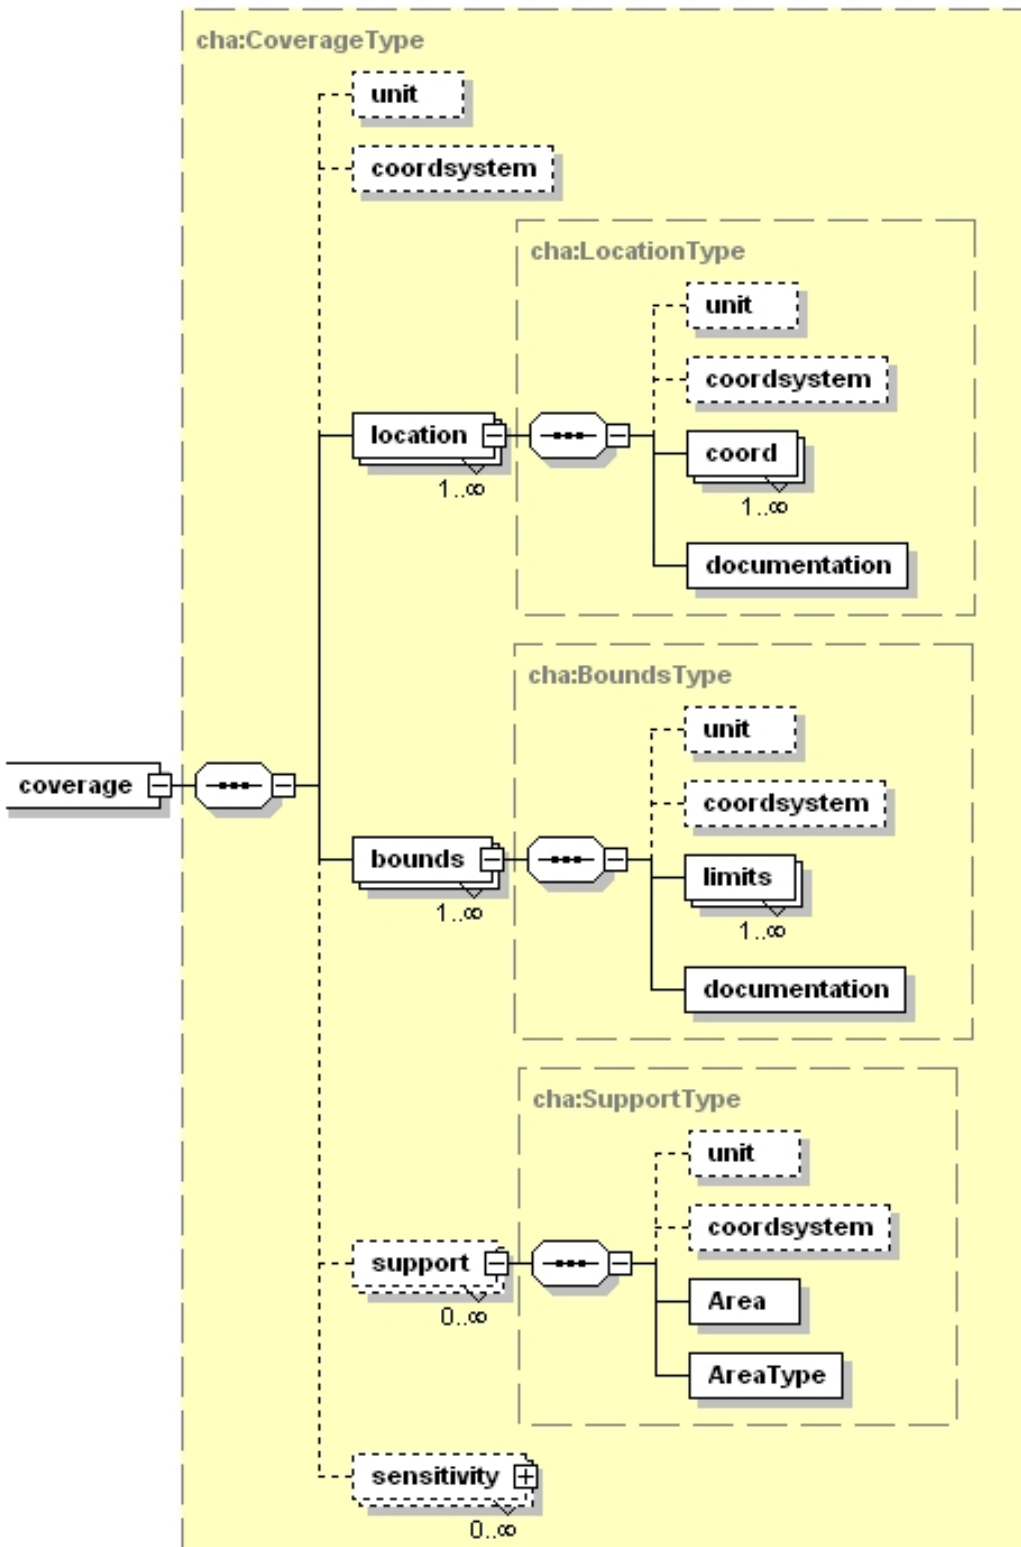 cha:CoverageType
unit
coordsystem
cha:LocationType
unit
coordsystem
location
1..∞
coord
1..∞
documentation
cha:BoundsType
unit
coordsystem
coverage
bounds
1..∞
limits
1..∞
documentation
cha:SupportType
unit
coordsystem
support
0..∞
Area
AreaType
sensitivity
0..∞